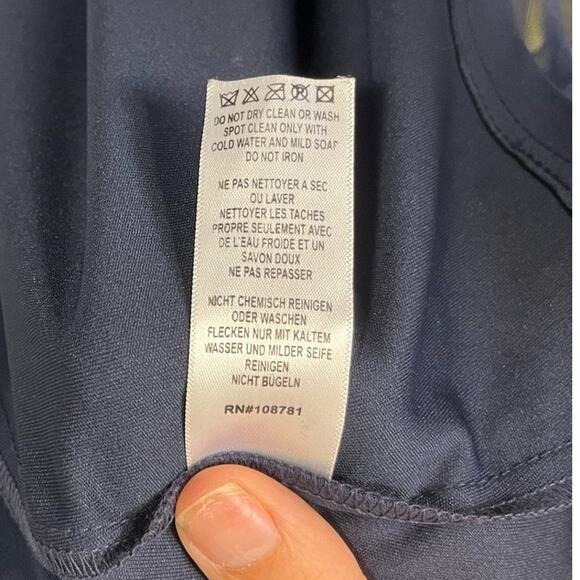 DO NOT DRY CLEAN OR WASH
SPOT CLEAN ONLY WITH
COLD WATER AND MILD SOAP
DO NOT IRON
NE PAS NETTOYER A SEC
OU LAVER
NETTOYER LES TACHES
PROPRE SEULEMENT AVEC
DE L'EAU FROIDE ET UN
SAVON DOUX
NE PAS REPASSER
NICHT CHEMISCH REINIGEN
ODER WASCHEN
FLECKEN NUR MIT KALTEM
WASSER UND MILDER SEIFE
REINIGEN
NICHT BÜGELN
RN#108781